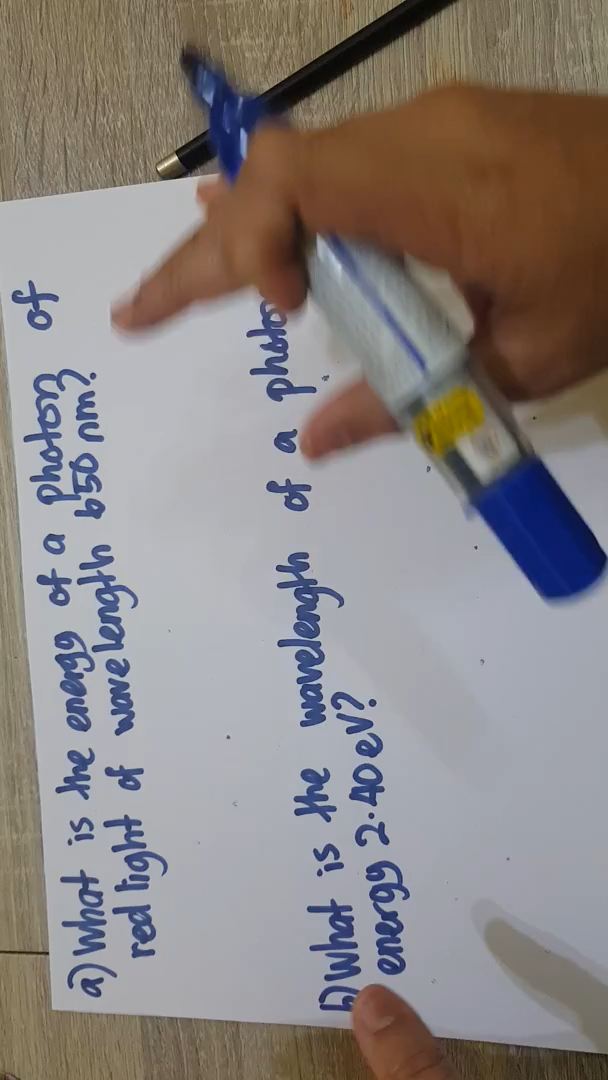 a) What is the energy of a photon of
red light of wavelength 650 nm?
b) What is the wavelength of a photo
energy 2.40 eV?